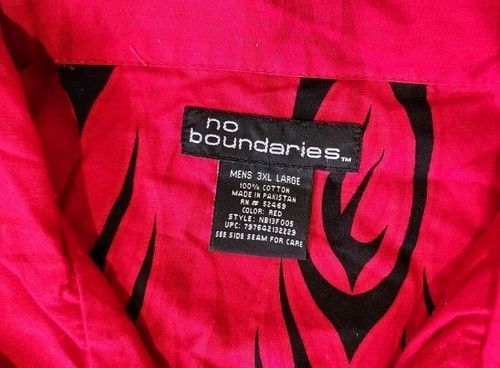 no
boundaries™
MENS 3XL LARGE
100% COTTON
MADE IN PAKISTAN
RN # 52469
COLOR: RED
STYLE: NB13F005
UPC: 797642132229
SEE SIDE SEAM FOR CARE